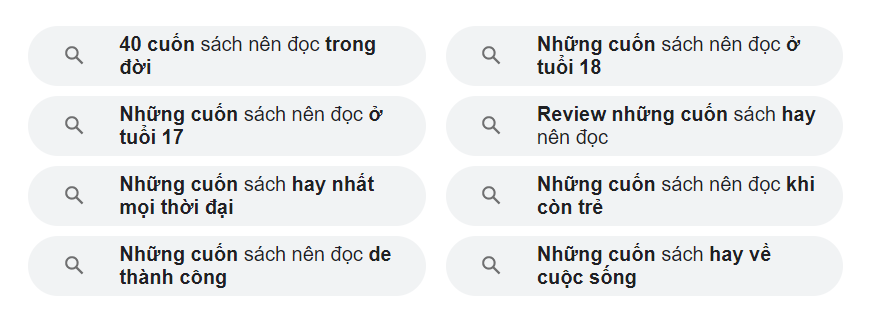 40 cuốn sách nên đọc trong
đời
Những cuốn sách nên đọc ở
tuổi 18
Những cuốn sách nên đọc ở
tuổi 17
Review những cuốn sách hay
nên đọc
Những cuốn sách hay nhất
mọi thời đại
Những cuốn sách nên đọc khi
còn trẻ
Những cuốn sách nên đọc de
thành công
Những cuốn sách hay về
cuộc sống